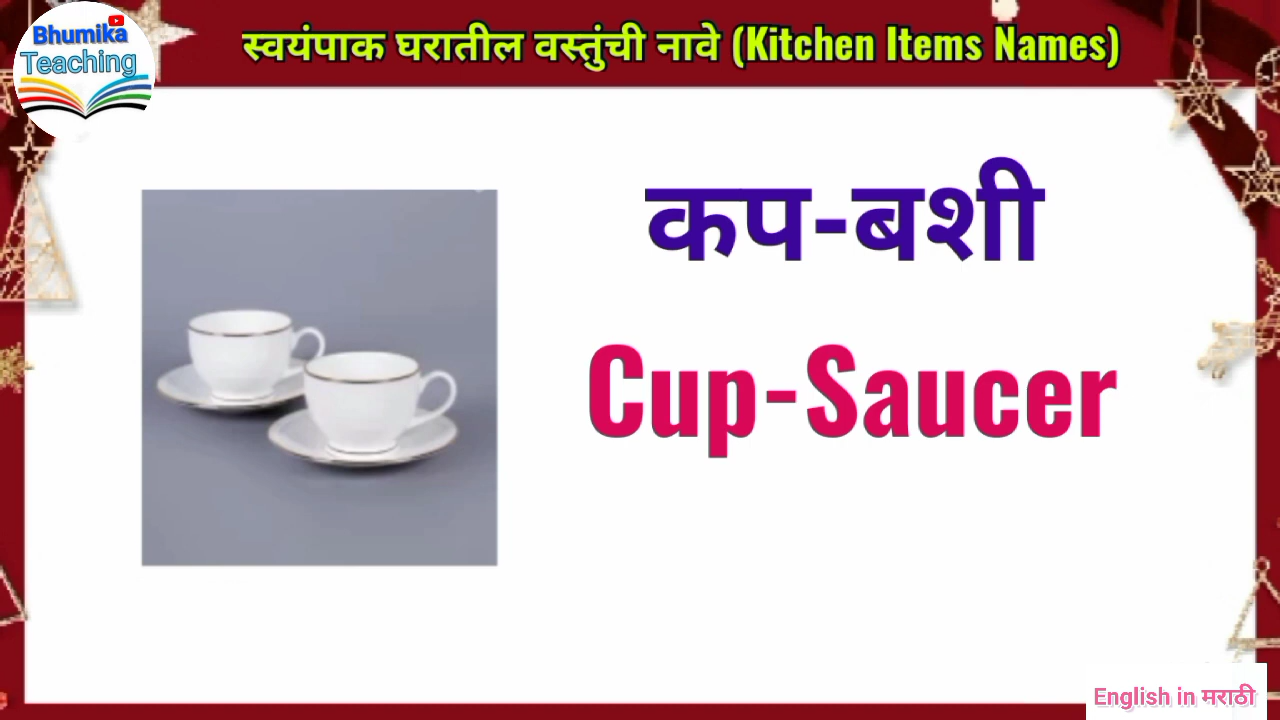 Bhumika
Teaching
स्वयंपाक घरातील वस्तुंची नावे (Kitchen Items Names)
कप-बशी
Cup-Saucer
English in मराठी